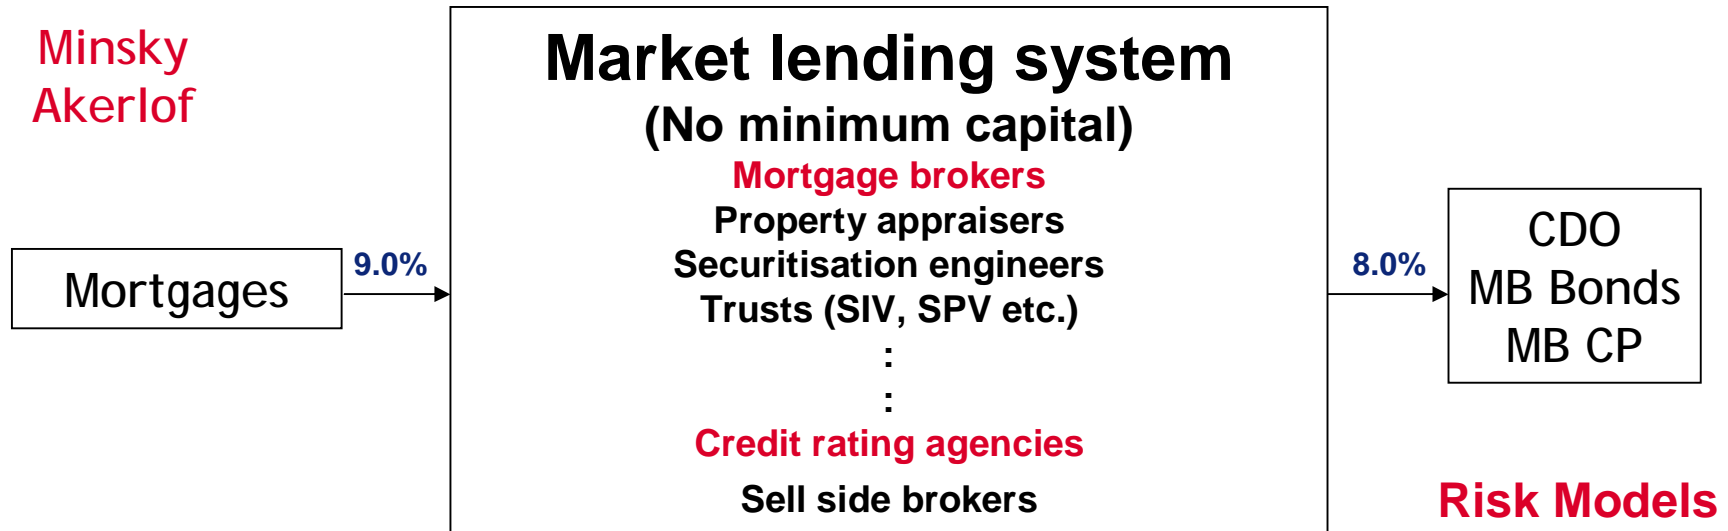 Minsky
Akerlof
Market lending system
(No minimum capital)
Mortgage brokers
Property appraisers
Securitisation engineers
Trusts (SIV, SPV etc.)
:
:
Credit rating agencies
Sell side brokers
Mortgages
9.0%
8.0%
CDO
MB Bonds
MB CP
Risk Models